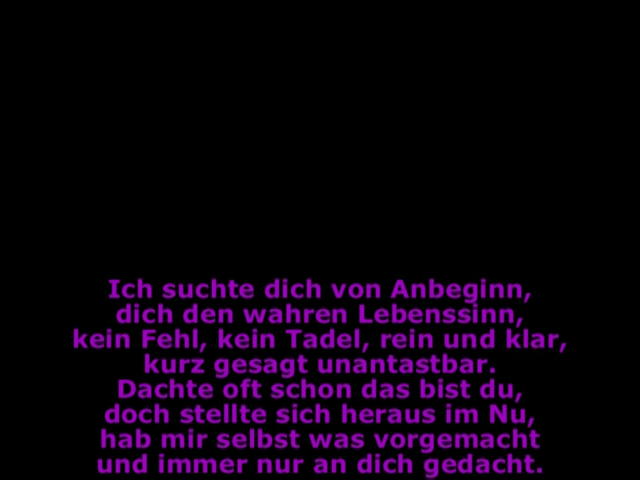 Ich suchte dich von Anbeginn,
dich den wahren Lebenssinn,
kein Fehl, kein Tadel, rein und klar,
kurz gesagt unantastbar.
Dachte oft schon das bist du,
doch stellte sich heraus im Nu,
hab mir selbst was vorgemacht
und immer nur an dich gedacht.